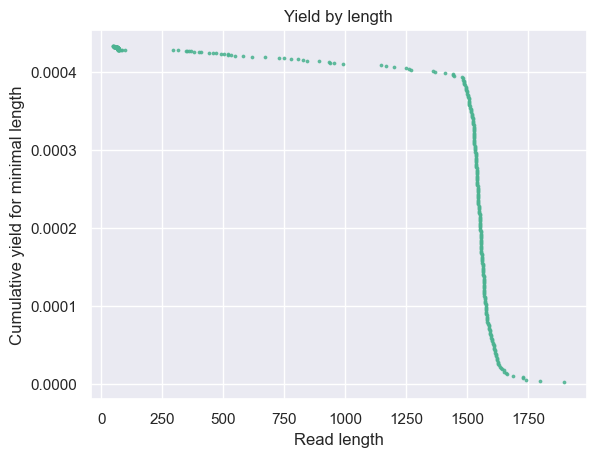 Yield by length
Cumulative yield for minimal length
0.0004
0.0003
0.0002
0.0001
0.0000
0 250 500 750 1000 1250 1500 1750
Read length